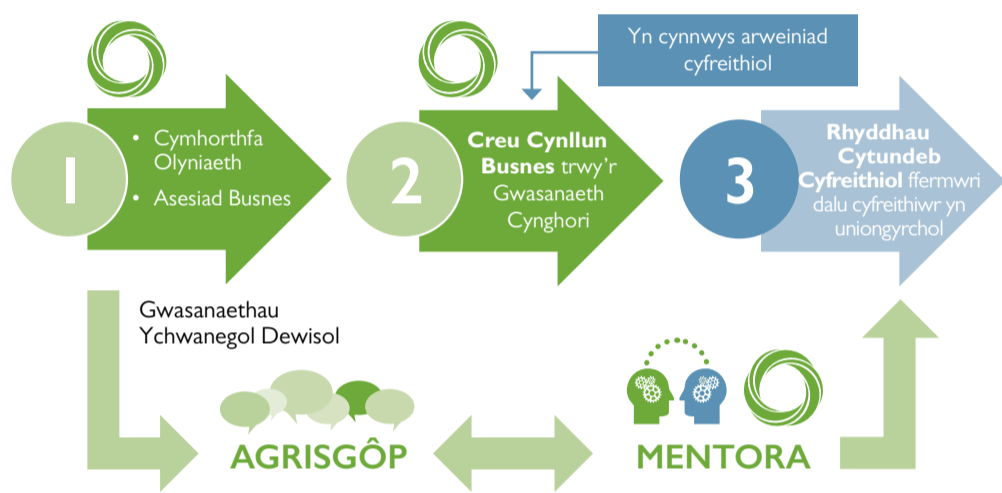 Yn cynnwys arweiniad
cyfreithiol
1
• Cymhorthfa
Olyniaeth
• Asesiad Busnes
2
Creu Cynllun
Busnes trwy'r
Gwasanaeth
Cynghori
3
Rhyddhau
Cytundeb
Cyfreithiol ffermwri
dalu cyfreithiwr yn
uniongyrchol
Gwasanaethau
Ychwanegol Dewisol
AGRISGÔP
MENTORA